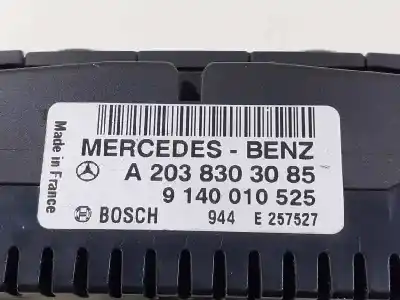 Made in France
MERCEDES - BENZ
A 203 830 30 85
9 140 010 525
BOSCH 944 E 257527